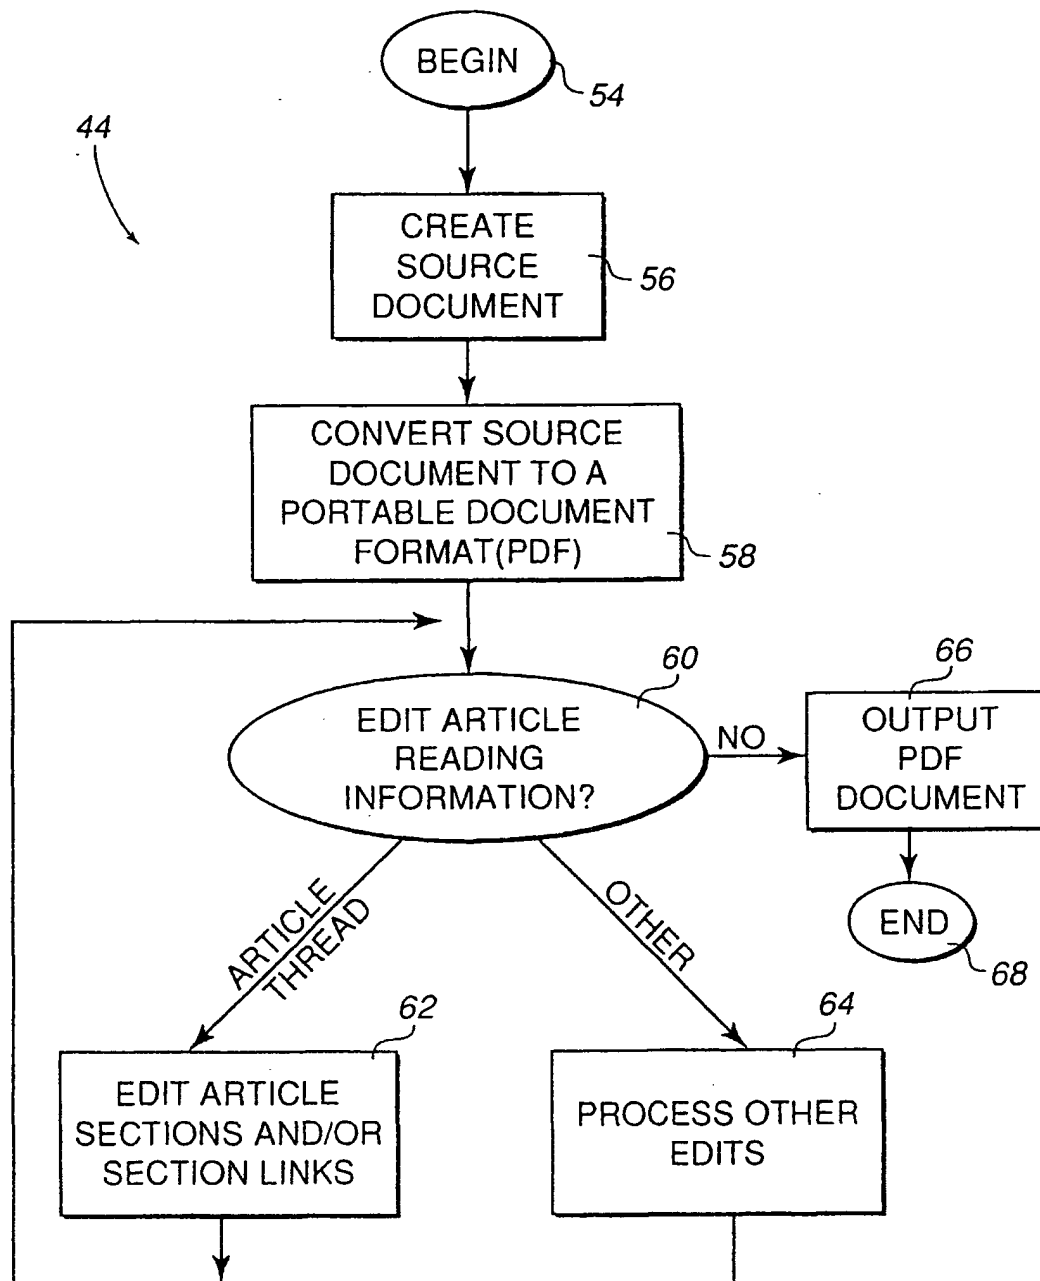 BEGIN
54
44
CREATE
SOURCE
DOCUMENT
56
CONVERT SOURCE
DOCUMENT TO A
PORTABLE DOCUMENT
FORMAT(PDF)
58
60
EDIT ARTICLE
READING
INFORMATION?
NO
66
OUTPUT
PDF
DOCUMENT
END
68
ARTICLE
THREAD
OTHER
62
EDIT ARTICLE
SECTIONS AND/OR
SECTION LINKS
64
PROCESS OTHER
EDITS